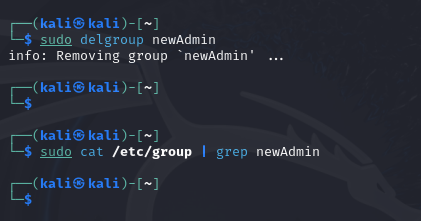 ┌──(kali㉿kali)-[~]
└─$ sudo delgroup newAdmin
info: Removing group `newAdmin' ...
┌──(kali㉿kali)-[~]
└─$
┌──(kali㉿kali)-[~]
└─$ sudo cat /etc/group | grep newAdmin
┌──(kali㉿kali)-[~]
└─$